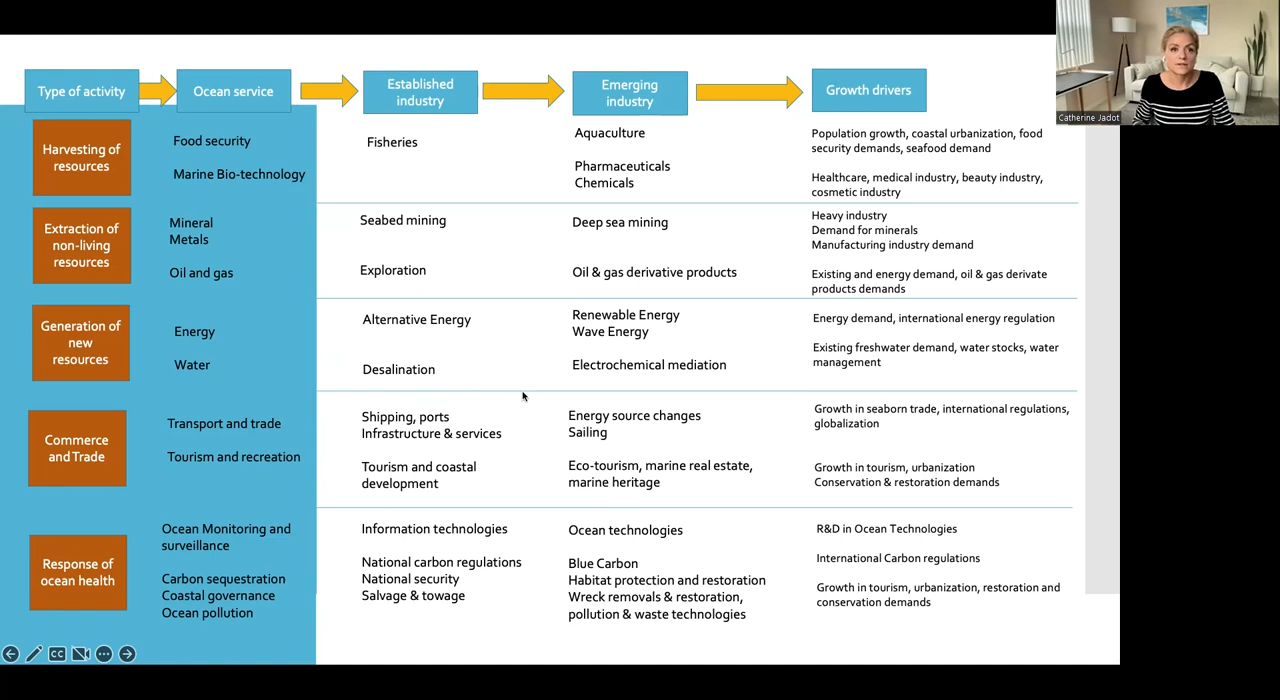 Type of activity
Ocean service
Established
industry
Emerging
industry
Growth drivers
Catherine Jadot
Harvesting of
resources
Food security
Marine Bio-technology
Fisheries
Aquaculture
Pharmaceuticals
Chemicals
Population growth, coastal urbanization, food
security demands, seafood demand
Healthcare, medical industry, beauty industry,
cosmetic industry
Extraction of
non-living
resources
Mineral
Metals
Oil and gas
Seabed mining
Exploration
Deep sea mining
Oil & gas derivative products
Heavy industry
Demand for minerals
Manufacturing industry demand
Existing and energy demand, oil & gas derivate
products demands
Generation of
new
resources
Energy
Water
Alternative Energy
Desalination
Renewable Energy
Wave Energy
Electrochemical mediation
Energy demand, international energy regulation
Existing freshwater demand, water stocks, water
management
Commerce
and Trade
Transport and trade
Tourism and recreation
Shipping, ports
Infrastructure & services
Tourism and coastal
development
Energy source changes
Sailing
Eco-tourism, marine real estate,
marine heritage
Growth in seaborn trade, international regulations,
globalization
Growth in tourism, urbanization
Conservation & restoration demands
Response of
ocean health
Ocean Monitoring and
surveillance
Carbon sequestration
Coastal governance
Ocean pollution
Information technologies
National carbon regulations
National security
Salvage & towage
Ocean technologies
Blue Carbon
Habitat protection and restoration
Wreck removals & restoration,
pollution & waste technologies
R&D in Ocean Technologies
International Carbon regulations
Growth in tourism, urbanization, restoration and
conservation demands
CC